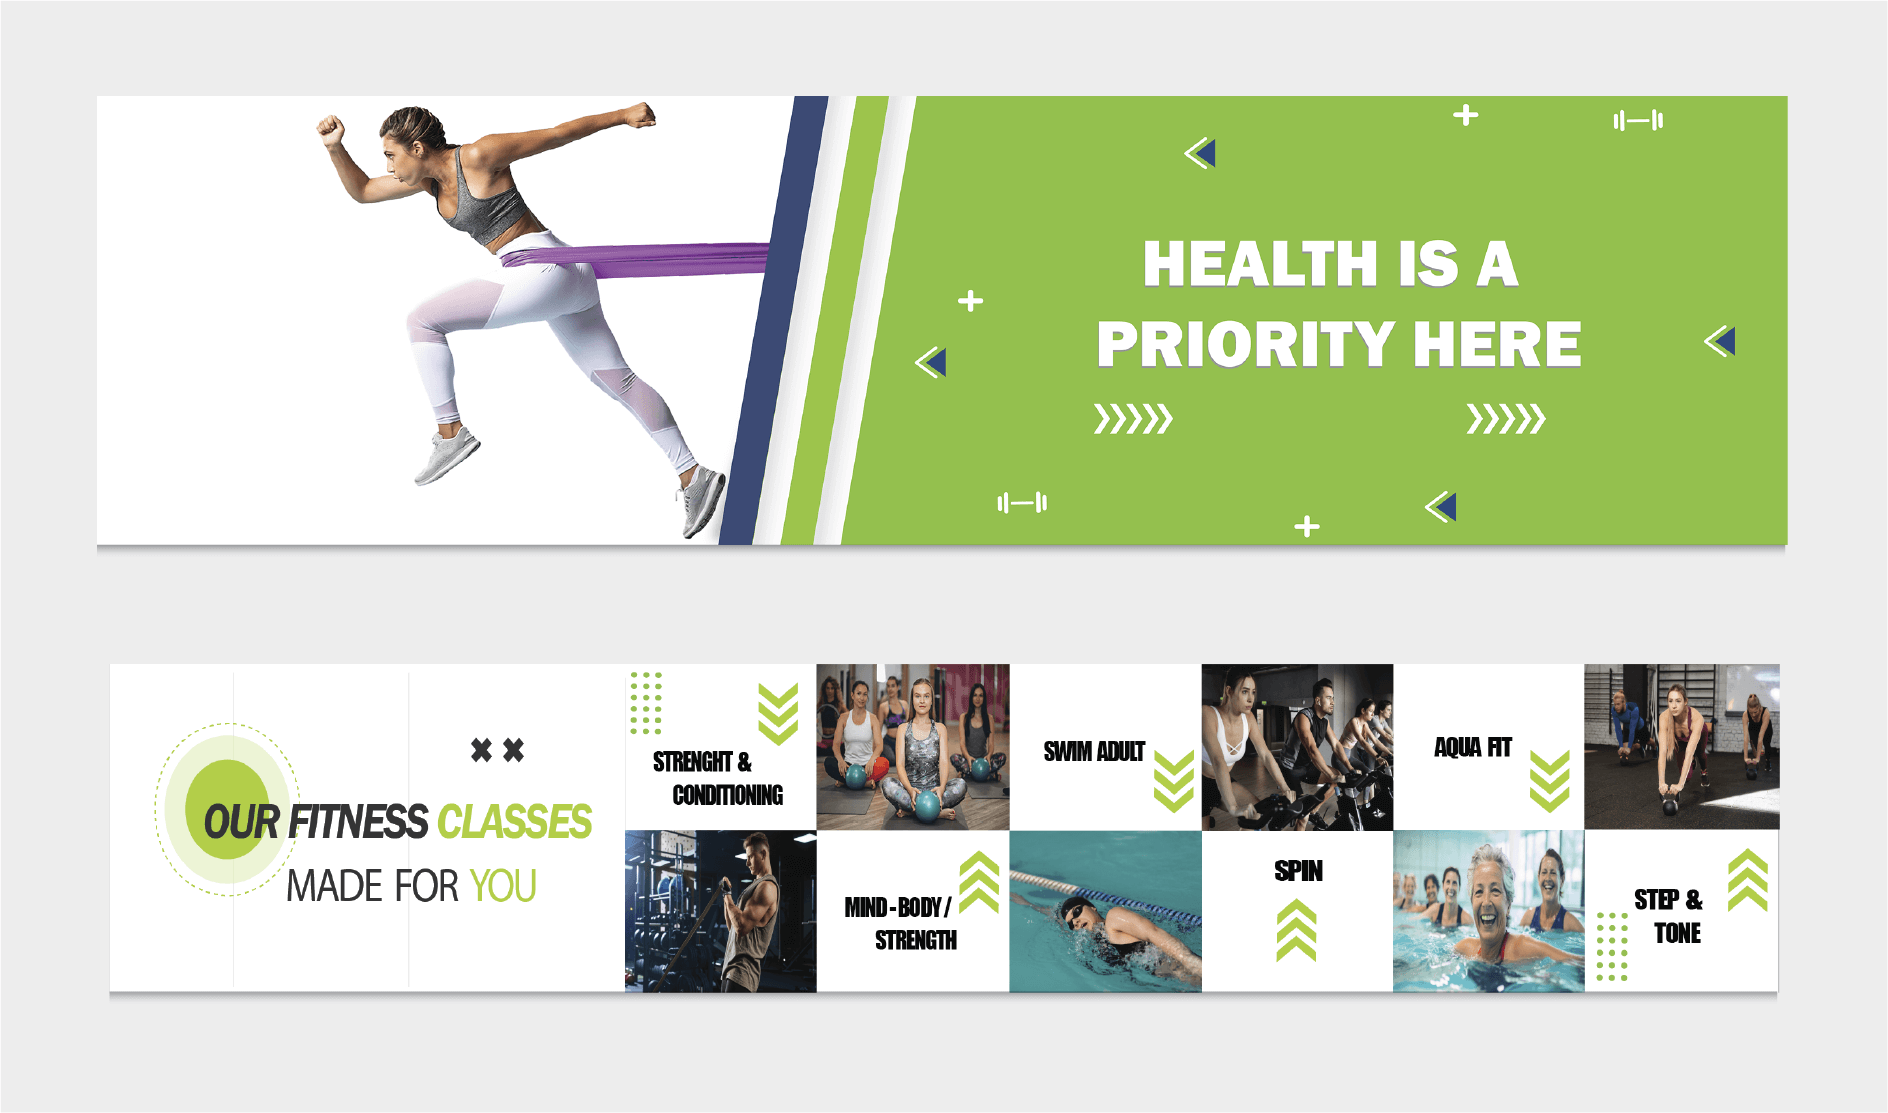 HEALTH IS A
PRIORITY HERE
OUR FITNESS CLASSES
MADE FOR YOU
STRENGHT &
CONDITIONING
MIND-BODY/
STRENGTH
SWIM ADULT
SPIN
AQUA FIT
STEP &
TONE